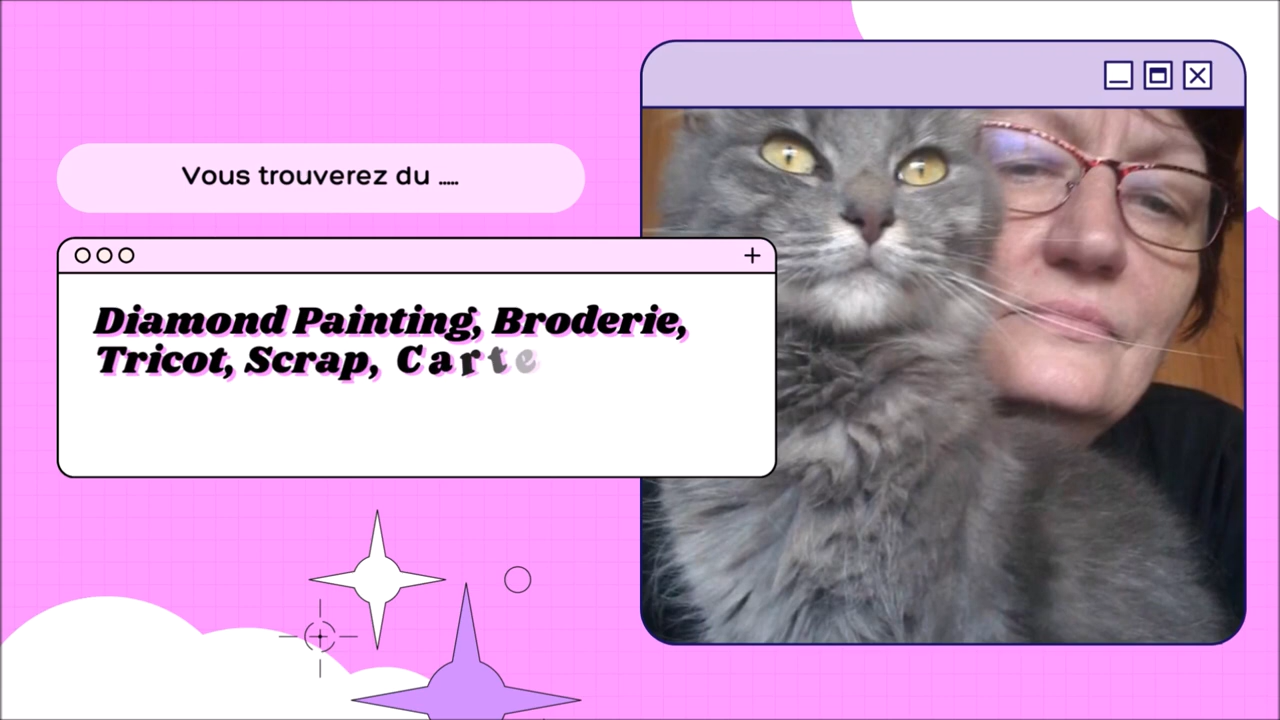 Vous trouverez du .....
Diamond Painting, Broderie,
Tricot, Scrap, Carte